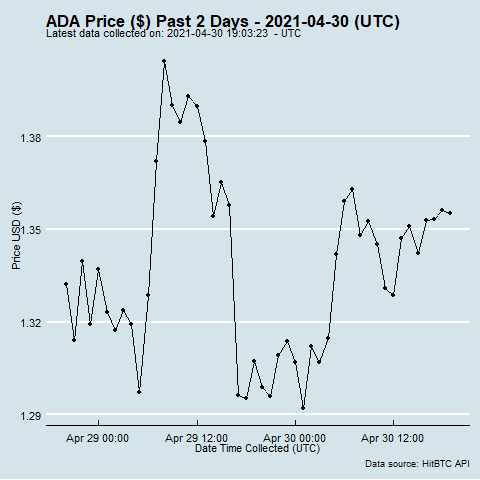 ADA Price ($) Past 2 Days - 2021-04-30 (UTC)
Latest data collected on: 2021-04-30 19:03:23 - UTC
1.38
1.35
1.32
1.29
Price USD ($)
Apr 29 00:00 Apr 29 12:00 Apr 30 00:00 Apr 30 12:00
Date Time Collected (UTC)
Data source: HitBTC API